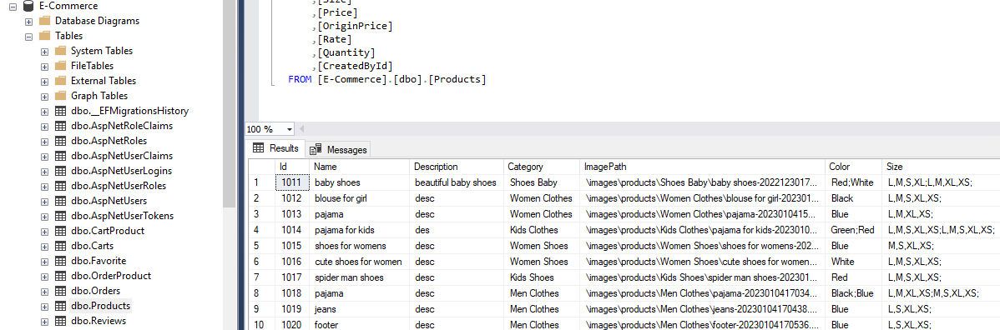 E-Commerce
Database Diagrams
Tables
System Tables
FileTables
External Tables
Graph Tables
dbo.__EFMigrationsHistory
dbo.AspNetRoleClaims
dbo.AspNetRoles
dbo.AspNetUserClaims
dbo.AspNetUserLogins
dbo.AspNetUserRoles
dbo.AspNetUsers
dbo.AspNetUserTokens
dbo.CartProduct
dbo.Carts
dbo.Favorite
dbo.OrderProduct
dbo.Orders
dbo.Products
dbo.Reviews
,[Price]
,[OriginPrice]
,[Rate]
,[Quantity]
,[CreatedById]
FROM [E-Commerce].[dbo].[Products]
100 %
Results Messages
Id Name Description Category ImagePath Color Size
1 1011 baby shoes beautiful baby shoes Shoes Baby \images\products\Shoes Baby\baby shoes-2022123017... Red;White L,M,S,XL;L,M,XL,XS;
2 1012 blouse for girl desc Women Clothes \images\products\Women Clothes\blouse for girl-202301... Black L,M,S,XL,XS;
3 1013 pajama desc Women Clothes \images\products\Women Clothes\pajama-2023010415... Blue L,M,XL,XS;
4 1014 pajama for kids des Kids Clothes \images\products\Kids Clothes\pajama for kids-2023010... Green;Red L,M,S,XL,XS;L,M,S,XL,XS;
5 1015 shoes for womens desc Women Shoes \images\products\Women Shoes\shoes for womens-202... Blue M,S,XL,XS;
6 1016 cute shoes for women desc Women Shoes \images\products\Women Shoes\cute shoes for women... White L,M,S,XL,XS;
7 1017 spider man shoes desc Kids Shoes \images\products\Kids Shoes\spider man shoes-202301... Red L,M,S,XL,XS;
8 1018 pajama desc Men Clothes \images\products\Men Clothes\pajama-202301041703​4... Black;Blue L,M,XL,XS;M,S,XL,XS;
9 1019 jeans desc Men Clothes \images\products\Men Clothes\jeans-20230104170438.... Blue L,S,XL,XS;
10 1020 footer desc Men Clothes \images\products\Men Clothes\footer-20230104170536.... Blue L,S,XL,XS;